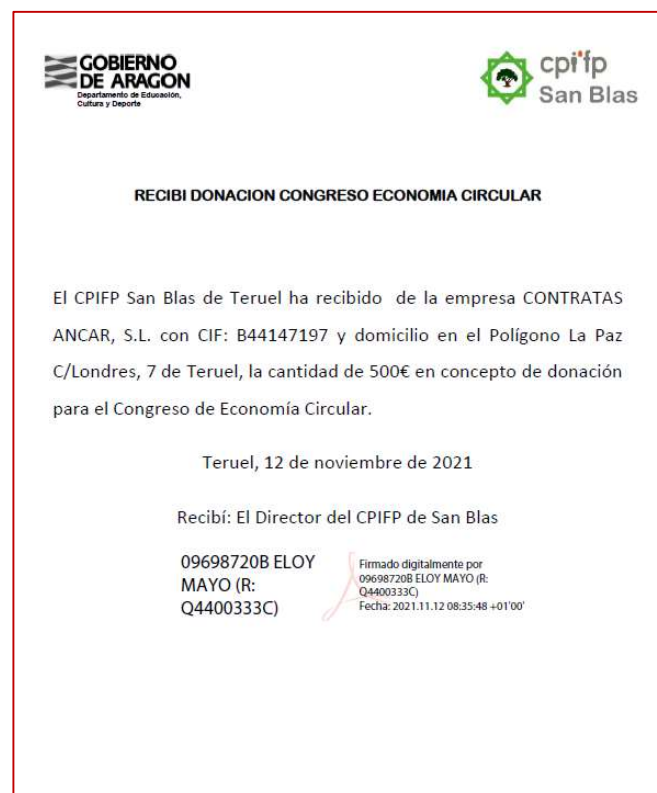 GOBIERNO
DE ARAGON
Departamento de Educación,
Cultura y Deporte
cpifp
San Blas
RECIBI DONACION CONGRESO ECONOMIA CIRCULAR
El CPIFP San Blas de Teruel ha recibido de la empresa CONTRATAS
ANCAR, S.L. con CIF: B44147197 y domicilio en el Polígono La Paz
C/Londres, 7 de Teruel, la cantidad de 500€ en concepto de donación
para el Congreso de Economía Circular.
Teruel, 12 de noviembre de 2021
Recibí: El Director del CPIFP de San Blas
09698720B ELOY
MAYO (R:
Q4400333C)
Firmado digitalmente por
09698720B ELOY MAYO (R:
Q4400333C)
Fecha: 2021.11.12 08:35:48 +01'00'